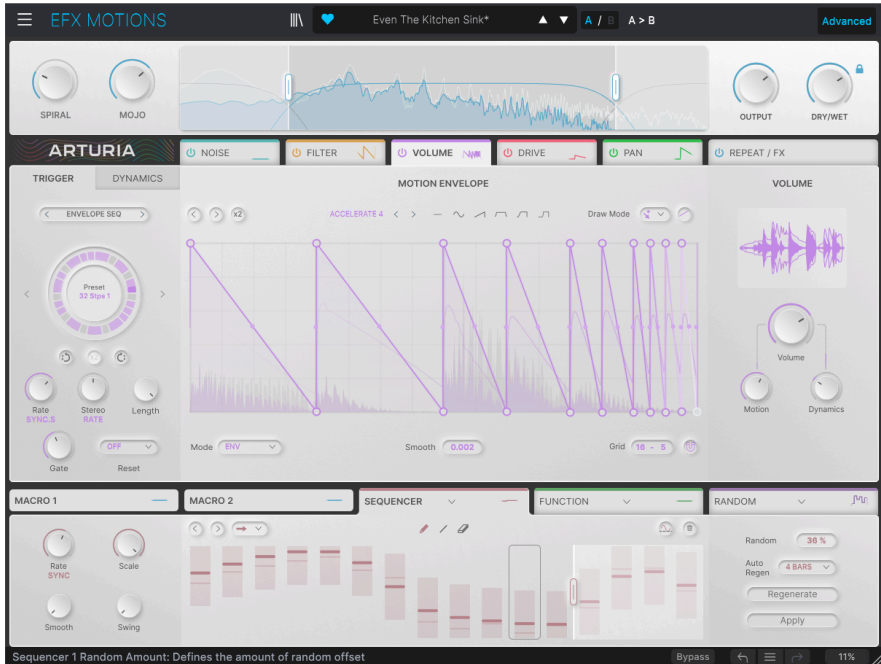 EFX MOTIONS
Even The Kitchen Sink*
A / B
A > B
Advanced
SPIRAL
MOJO
OUTPUT
DRY/WET
ARTURIA
NOISE
FILTER
VOLUME
DRIVE
PAN
REPEAT / FX
TRIGGER
DYNAMICS
MOTION ENVELOPE
VOLUME
ENVELOPE SEQ
x2
ACCELERATE 4
Draw Mode
Preset
32 Stps 1
Rate
SYNC.S
Stereo
RATE
Length
Gate
OFF
Reset
Mode
ENV
Smooth
0.002
Grid
16 - 5
Volume
Motion
Dynamics
MACRO 1
MACRO 2
SEQUENCER
FUNCTION
RANDOM
Rate
SYNC
Scale
Smooth
Swing
Random
36 %
Auto
Regen
4 BARS
Regenerate
Apply
Sequencer 1 Random Amount: Defines the amount of random offset
Bypass
11%